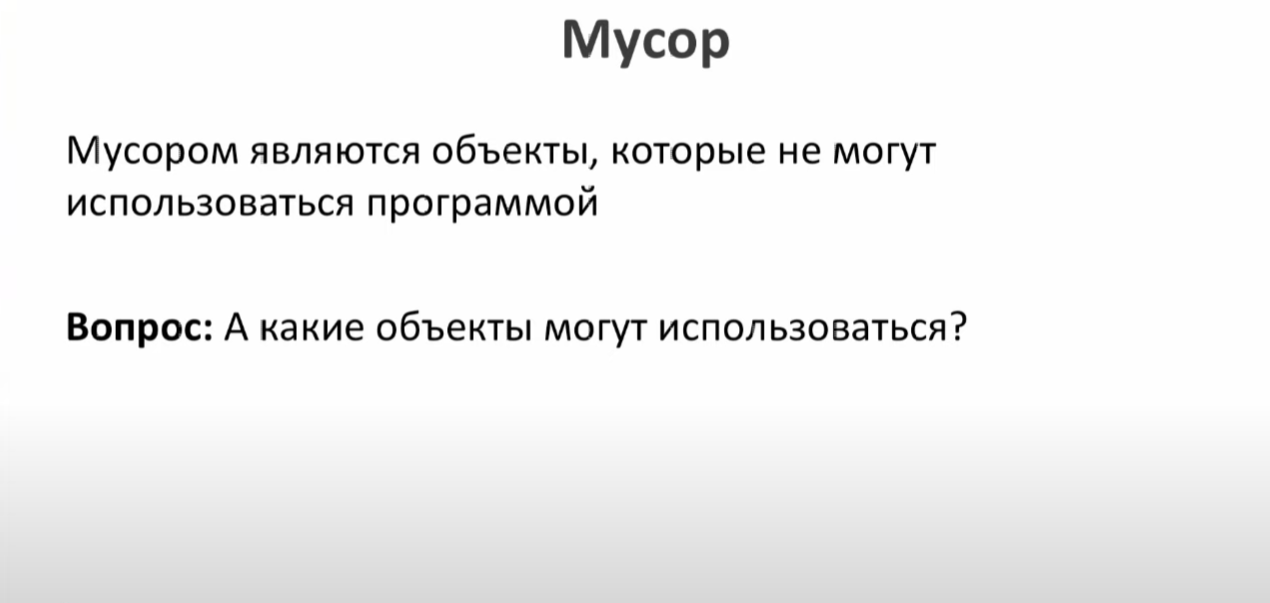 Мусор
Мусором являются объекты, которые не могут
использоваться программой
Вопрос: А какие объекты могут использоваться?